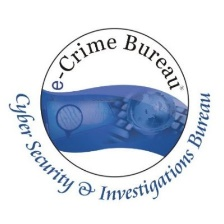 e-Crime Bureau®
Cyber Security & Investigations Bureau